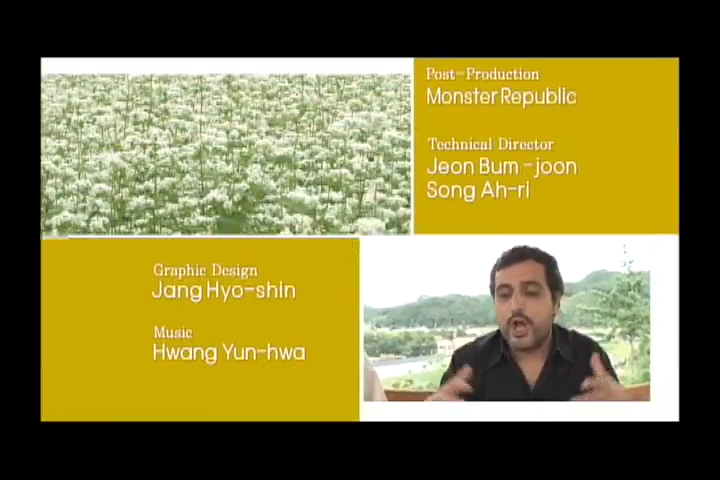 Post-Production
Monster Republic
Technical Director
Jeon Bum-joon
Song Ah-ri
Graphic Design
Jang Hyo-shin
Music
Hwang Yun-hwa